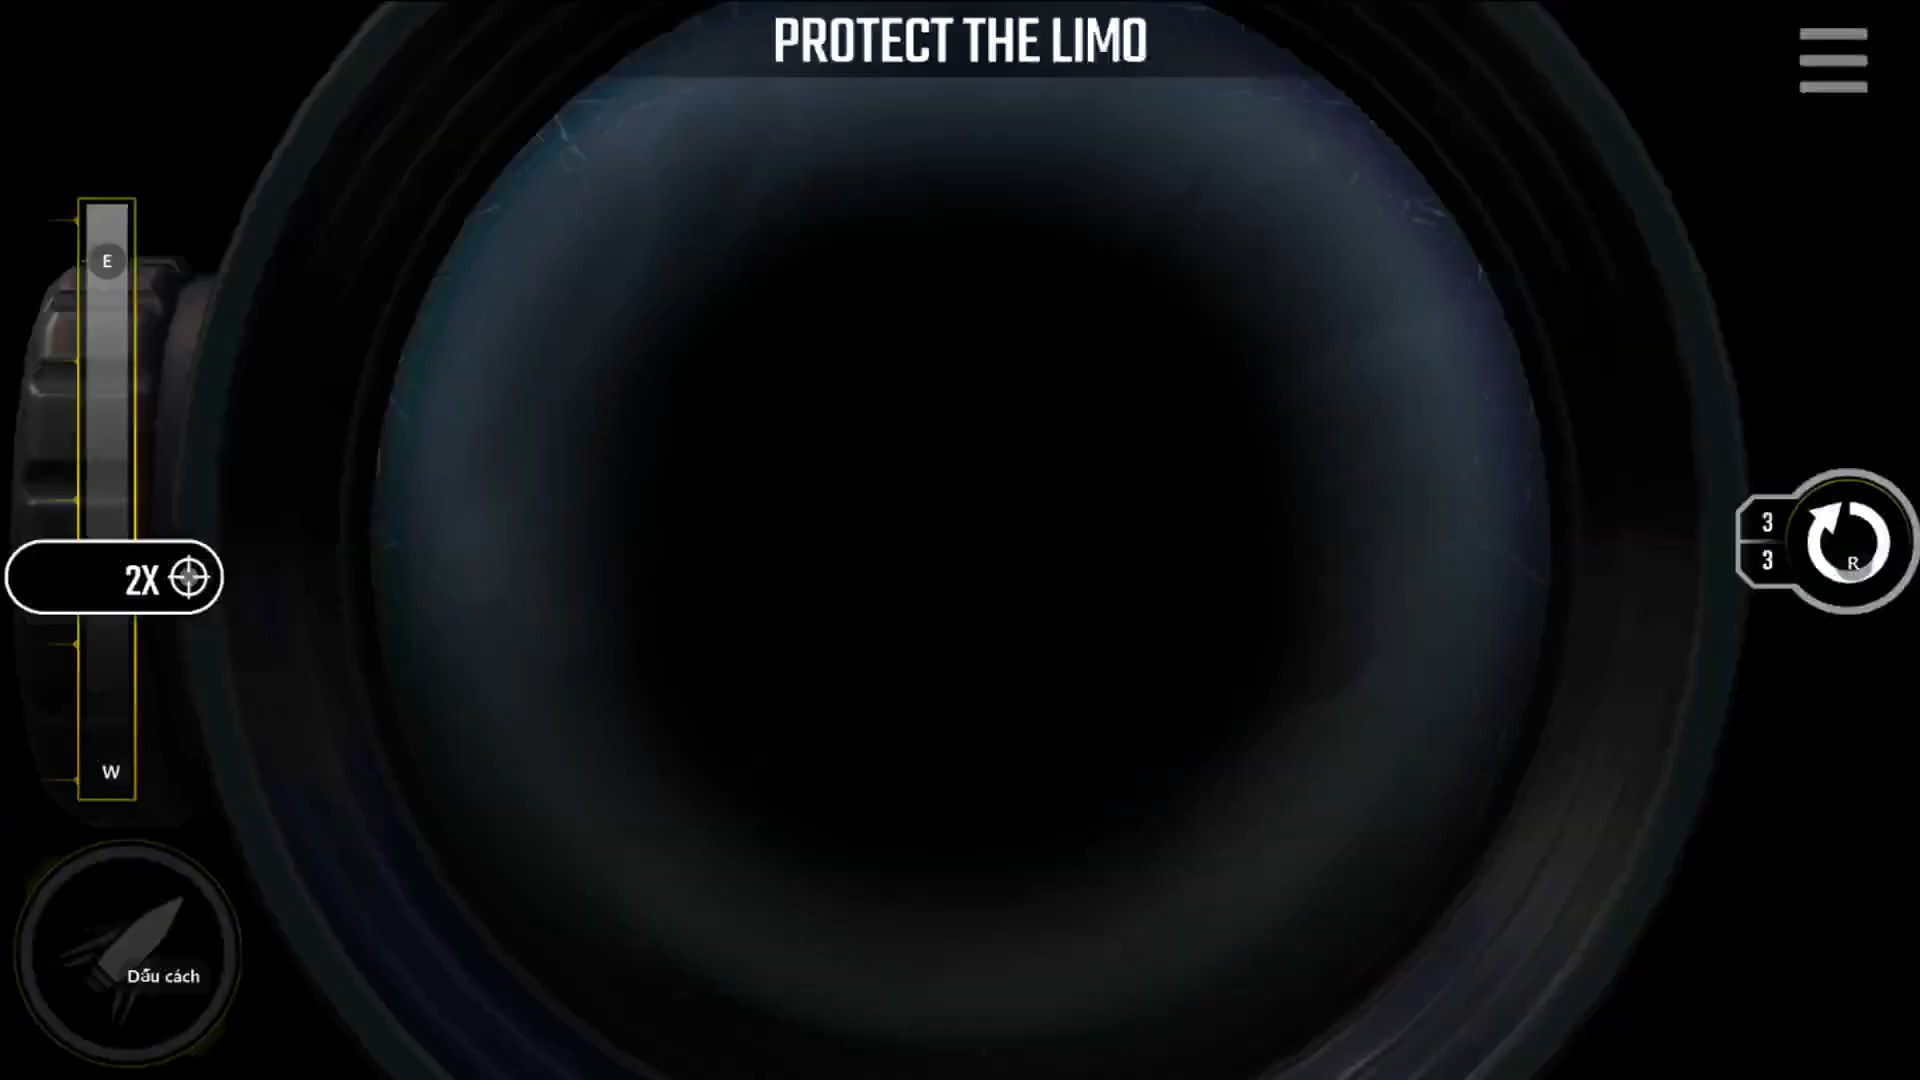 PROTECT THE LIMO
E
2X
3
3
R
W
Dấu cách